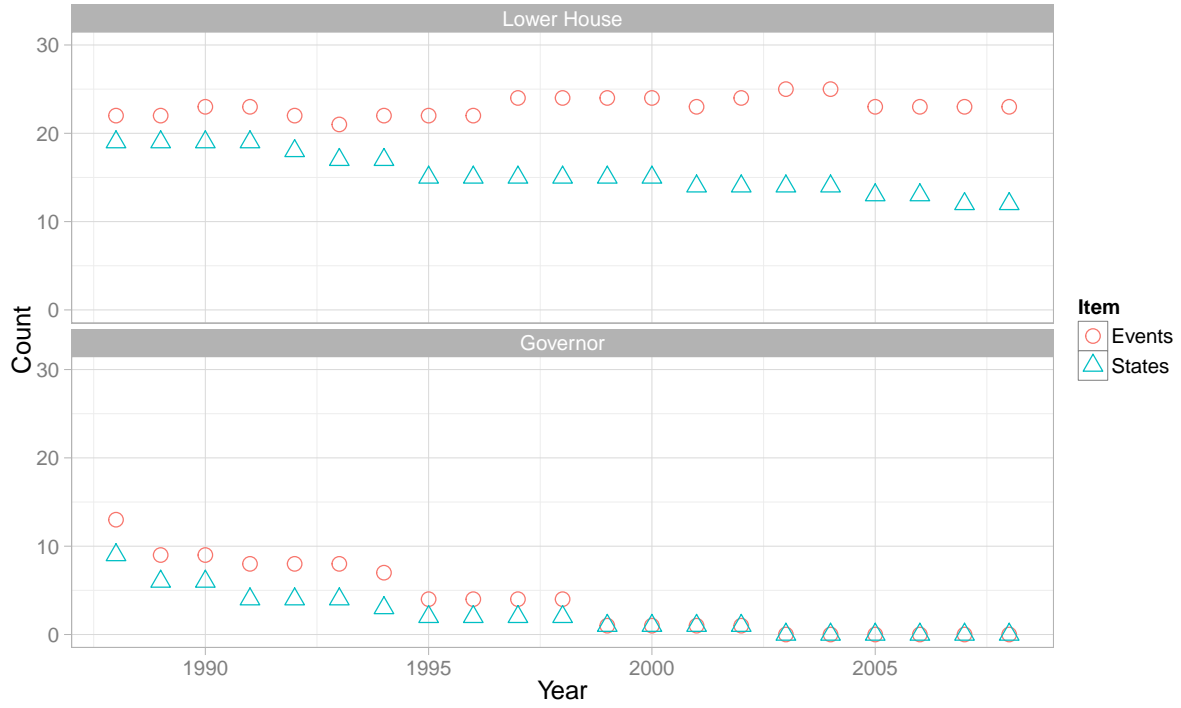 Lower House
30
20
10
0
Count
Governor
30
20
10
0
1990 1995 2000 2005
Year
Item
Events
States